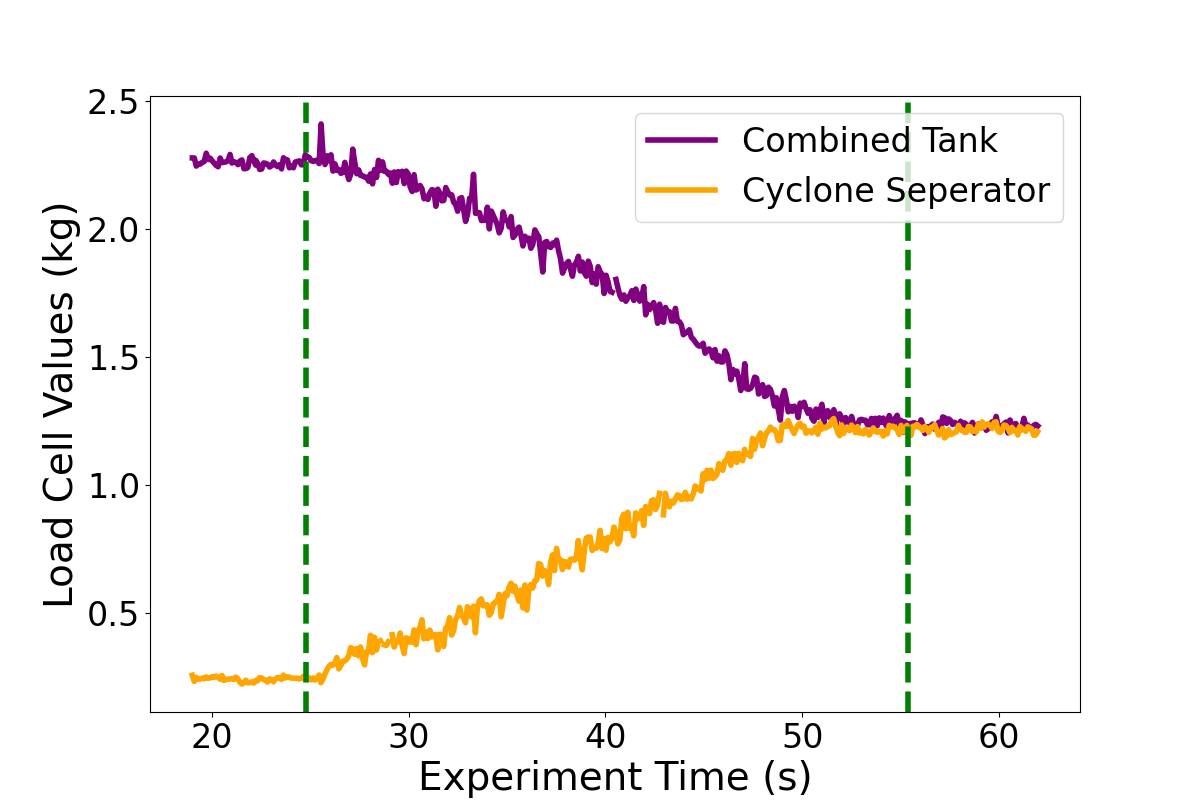 2.5
2.0
1.5
1.0
0.5
Load Cell Values (kg)
Combined Tank
Cyclone Seperator
20 30 40 50 60
Experiment Time (s)